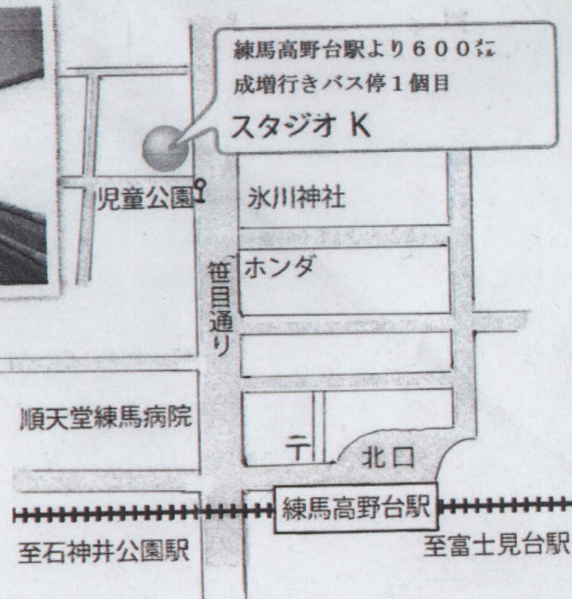 練馬高野台駅より600㍍
成増行きバス停1個目
スタジオ K
児童公園
氷川神社
笹目通り
ホンダ
順天堂練馬病院
〒
北口
練馬高野台駅
至石神井公園駅
至富士見台駅